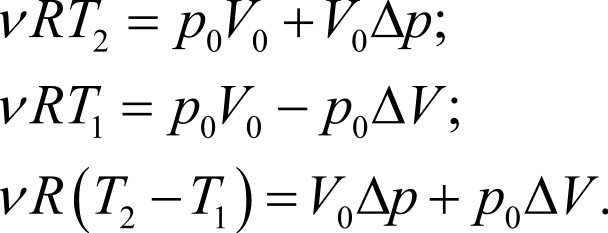 νRT₂ = p₀V₀ + V₀Δp;
νRT₁ = p₀V₀ − p₀ΔV;
νR(T₂ − T₁) = V₀Δp + p₀ΔV.